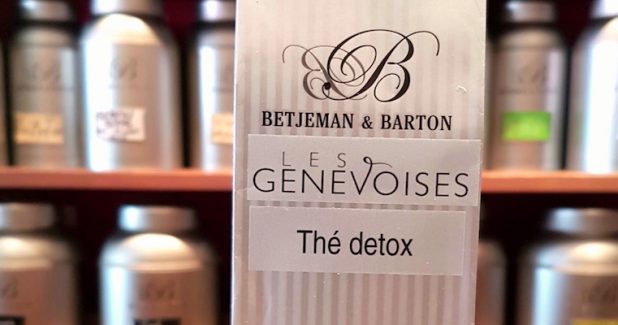 B
BETJEMAN & BARTON
LES
GENEVOISES
Thé detox